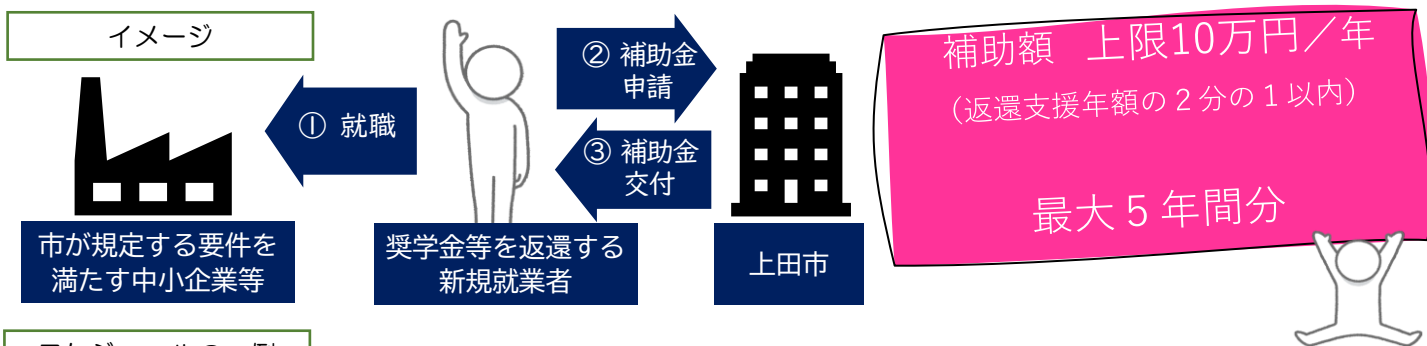 イメージ
① 就職
② 補助金
申請
③ 補助金
交付
市が規定する要件を
満たす中小企業等
奨学金等を返還する
新規就業者
上田市
補助額　上限10万円／年
（返還支援年額の２分の１以内）
最大５年間分